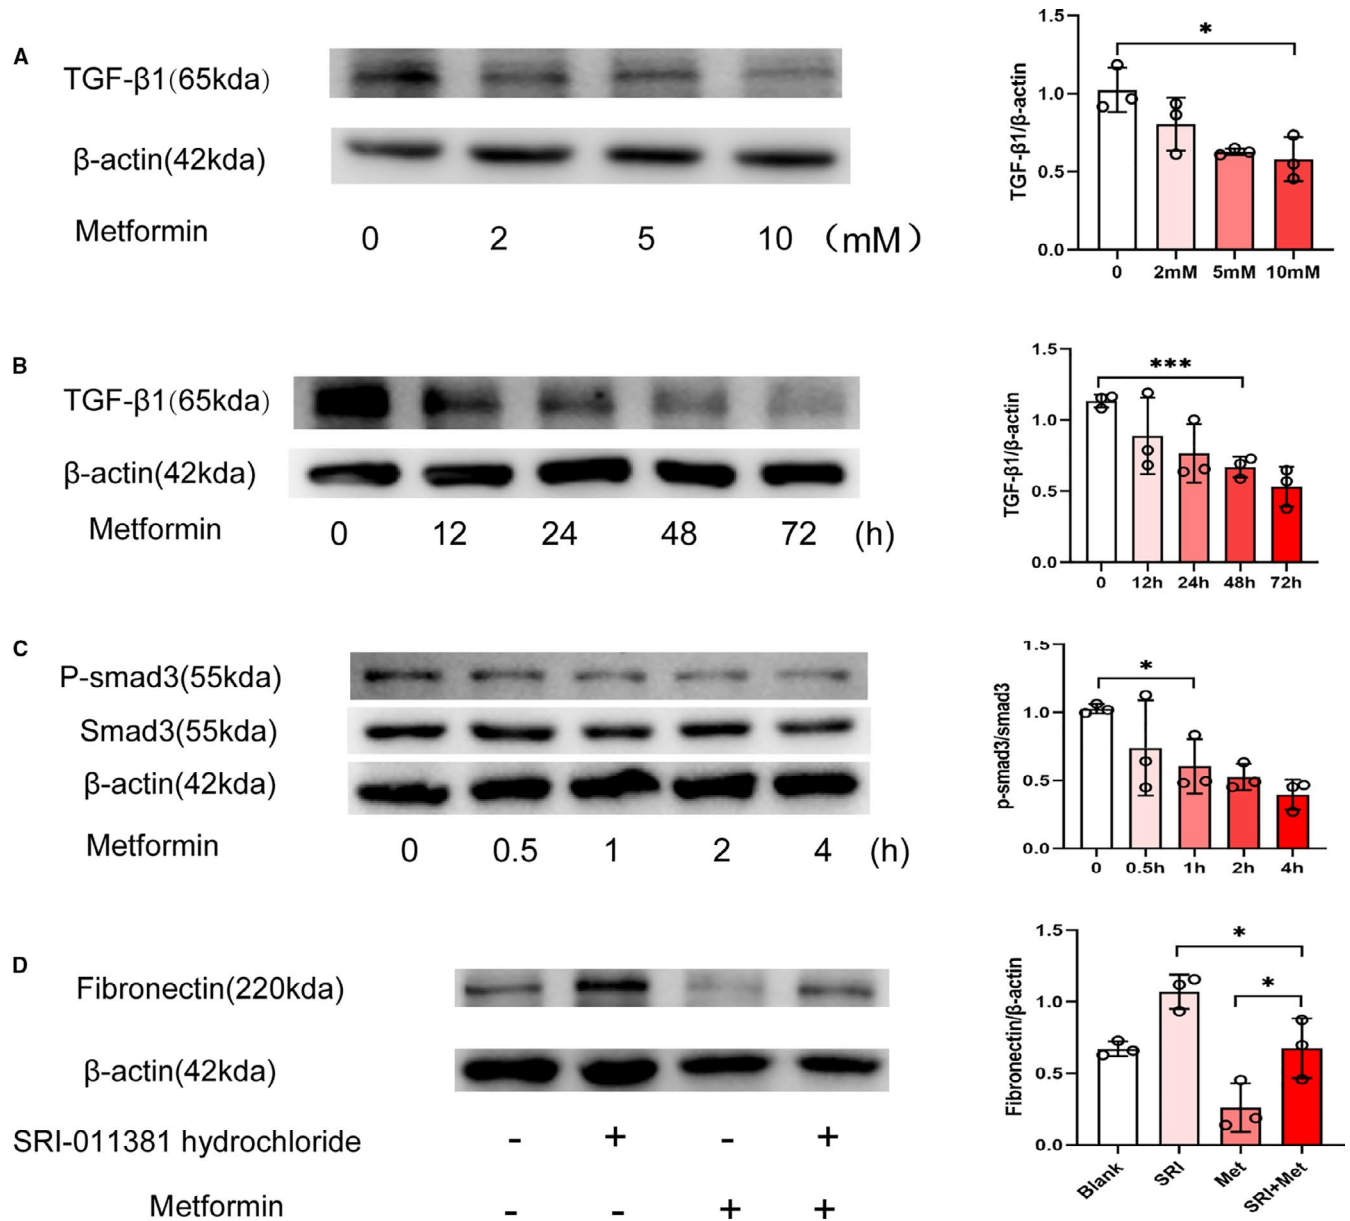 A
TGF-β1(65kda)
β-actin(42kda)
Metformin
0 2 5 10 (mM)
TGF-β1/β-actin
1.5
1.0
0.5
0.0
*
0 2mM 5mM 10mM
B
TGF-β1(65kda)
β-actin(42kda)
Metformin
0 12 24 48 72 (h)
TGF-β1/β-actin
1.5
1.0
0.5
0.0
***
0 12h 24h 48h 72h
C
P-smad3(55kda)
Smad3(55kda)
β-actin(42kda)
Metformin
0 0.5 1 2 4 (h)
p-smad3/smad3
1.5
1.0
0.5
0.0
*
0 0.5h 1h 2h 4h
D
Fibronectin(220kda)
β-actin(42kda)
SRI-011381 hydrochloride - + - +
Metformin - - + +
Fibronectin/β-actin
1.5
1.0
0.5
0.0
*
*
Blank SRI Met SRI+Met